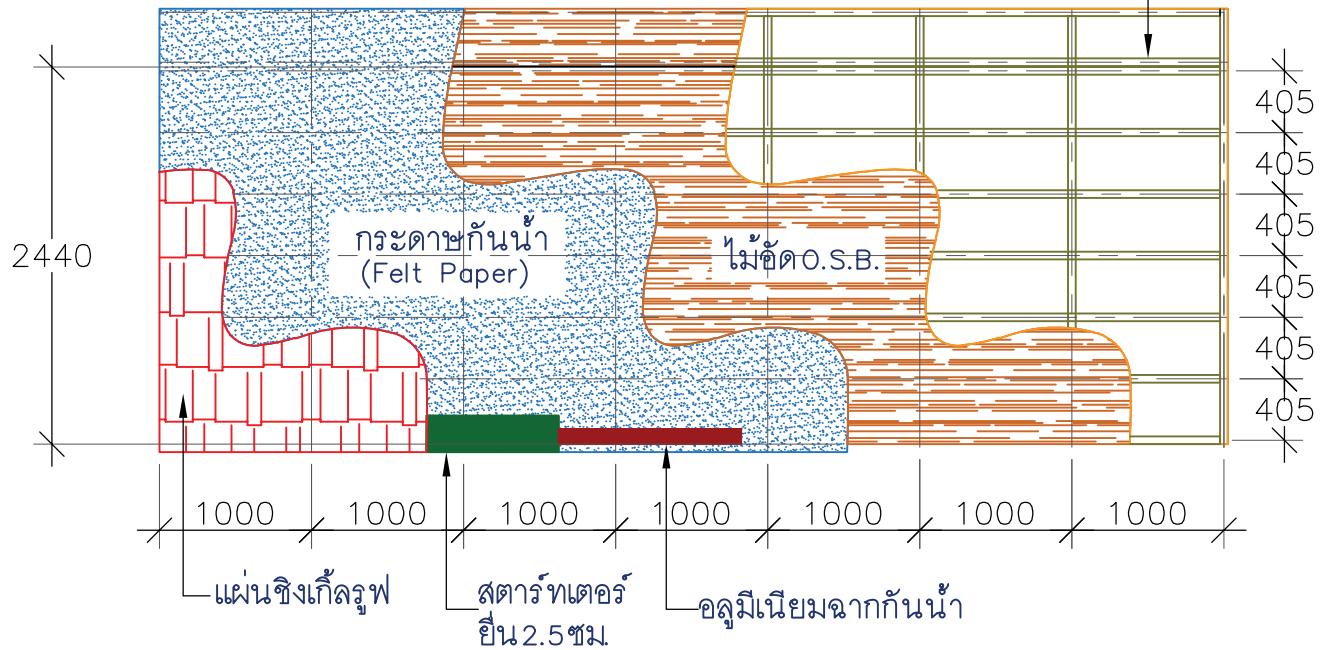 405
405
405
405
405
405
2440
กระดาษกันน้ำ
(Felt Paper)
ไม้อัดO.S.B.
1000
1000
1000
1000
1000
1000
1000
แผ่นชิงเกิ้ลรูฟ
สตาร์ทเตอร์
ยื่น2.5ซม.
อลูมีเนียมฉากกันน้ำ